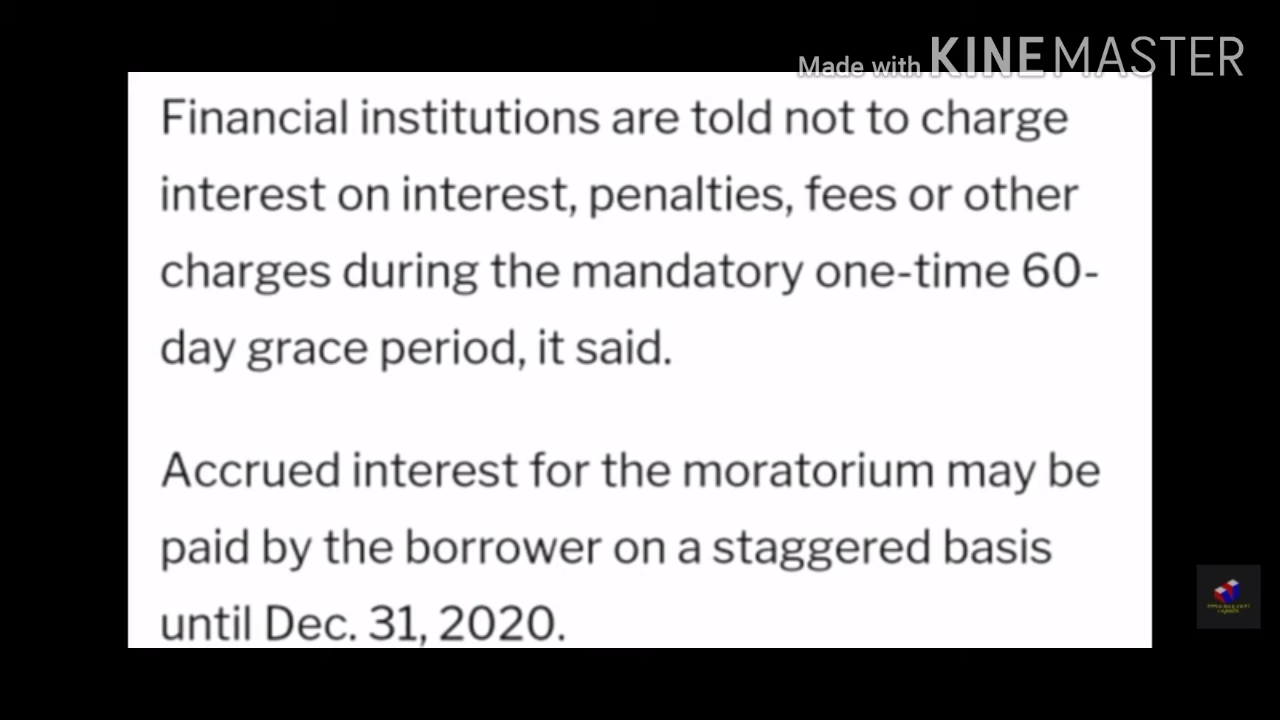 Made with KINEMASTER
Financial institutions are told not to charge
interest on interest, penalties, fees or other
charges during the mandatory one-time 60-
day grace period, it said.
Accrued interest for the moratorium may be
paid by the borrower on a staggered basis
until Dec. 31, 2020.